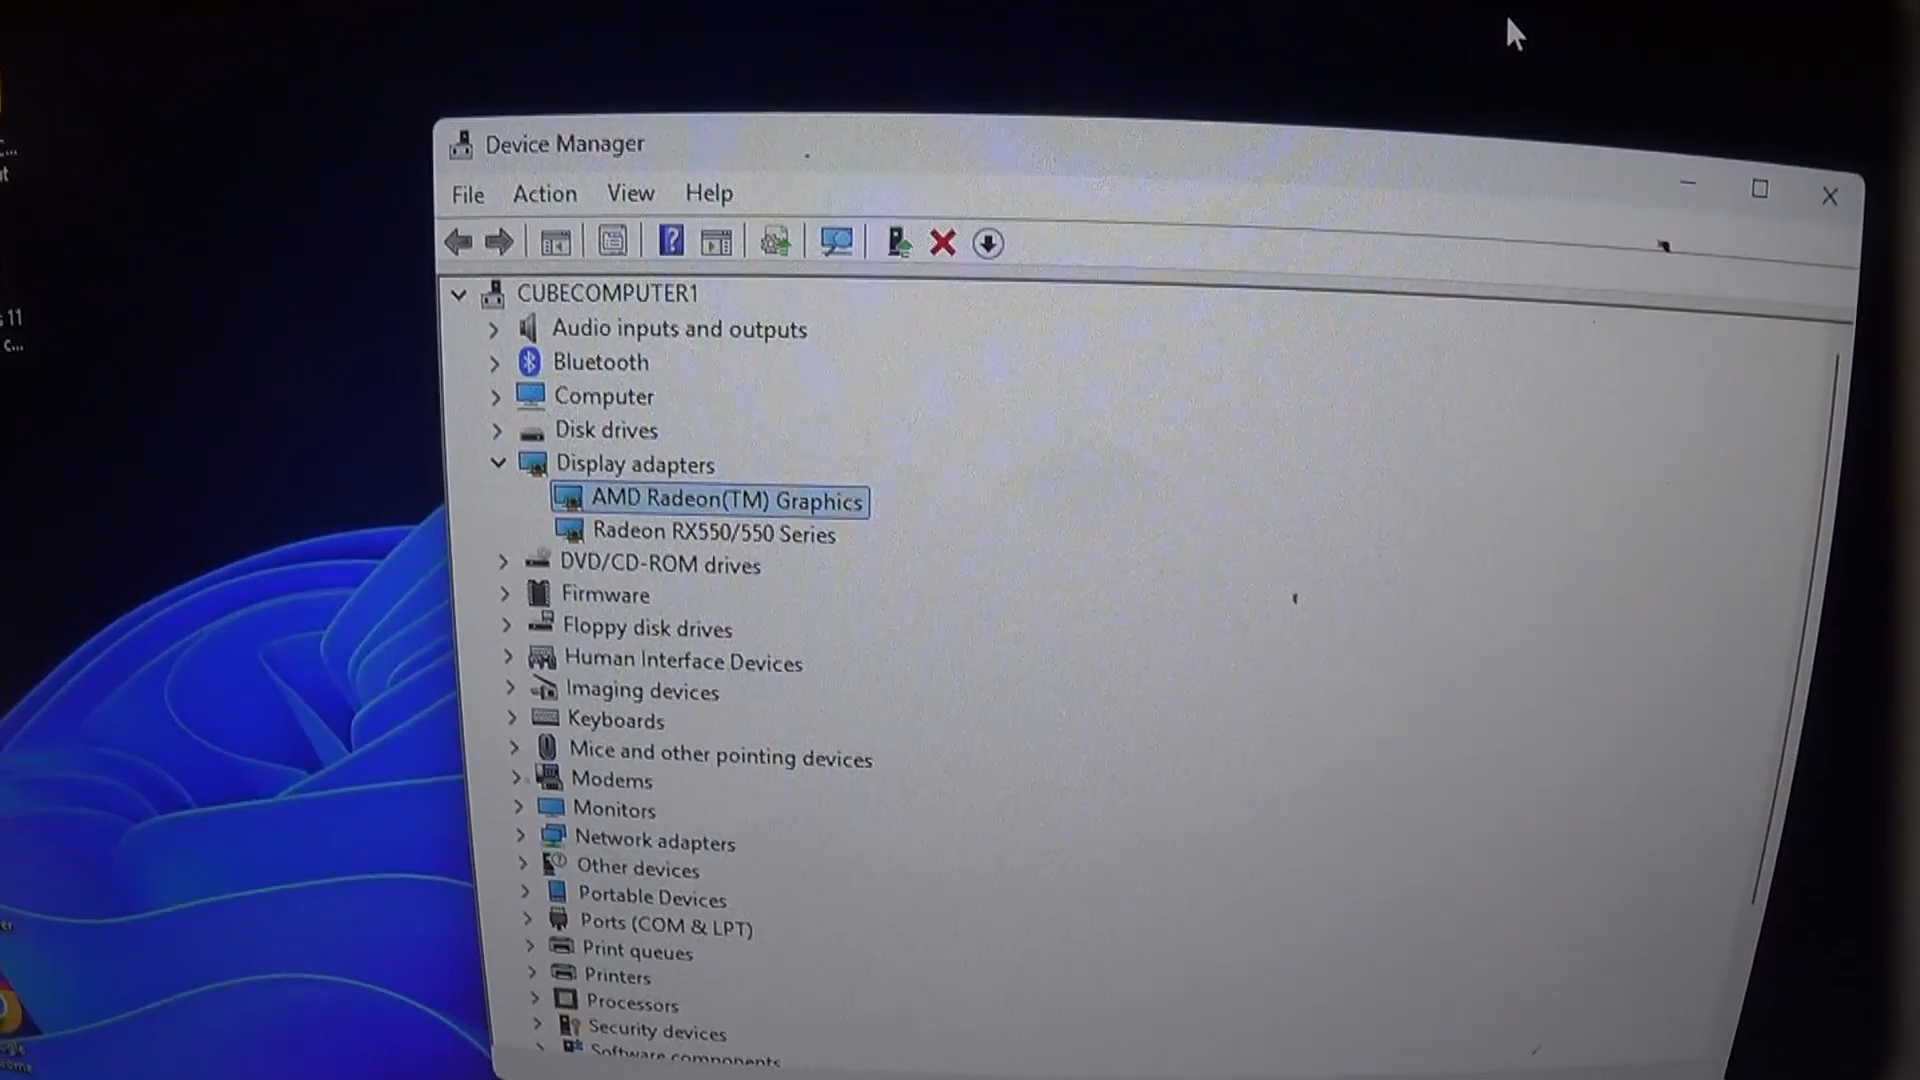 Device Manager
File Action View Help
CUBECOMPUTER1
Audio inputs and outputs
Bluetooth
Computer
Disk drives
Display adapters
AMD Radeon(TM) Graphics
Radeon RX550/550 Series
DVD/CD-ROM drives
Firmware
Floppy disk drives
Human Interface Devices
Imaging devices
Keyboards
Mice and other pointing devices
Modems
Monitors
Network adapters
Other devices
Portable Devices
Ports (COM & LPT)
Print queues
Printers
Processors
Security devices
Software components
11
c...